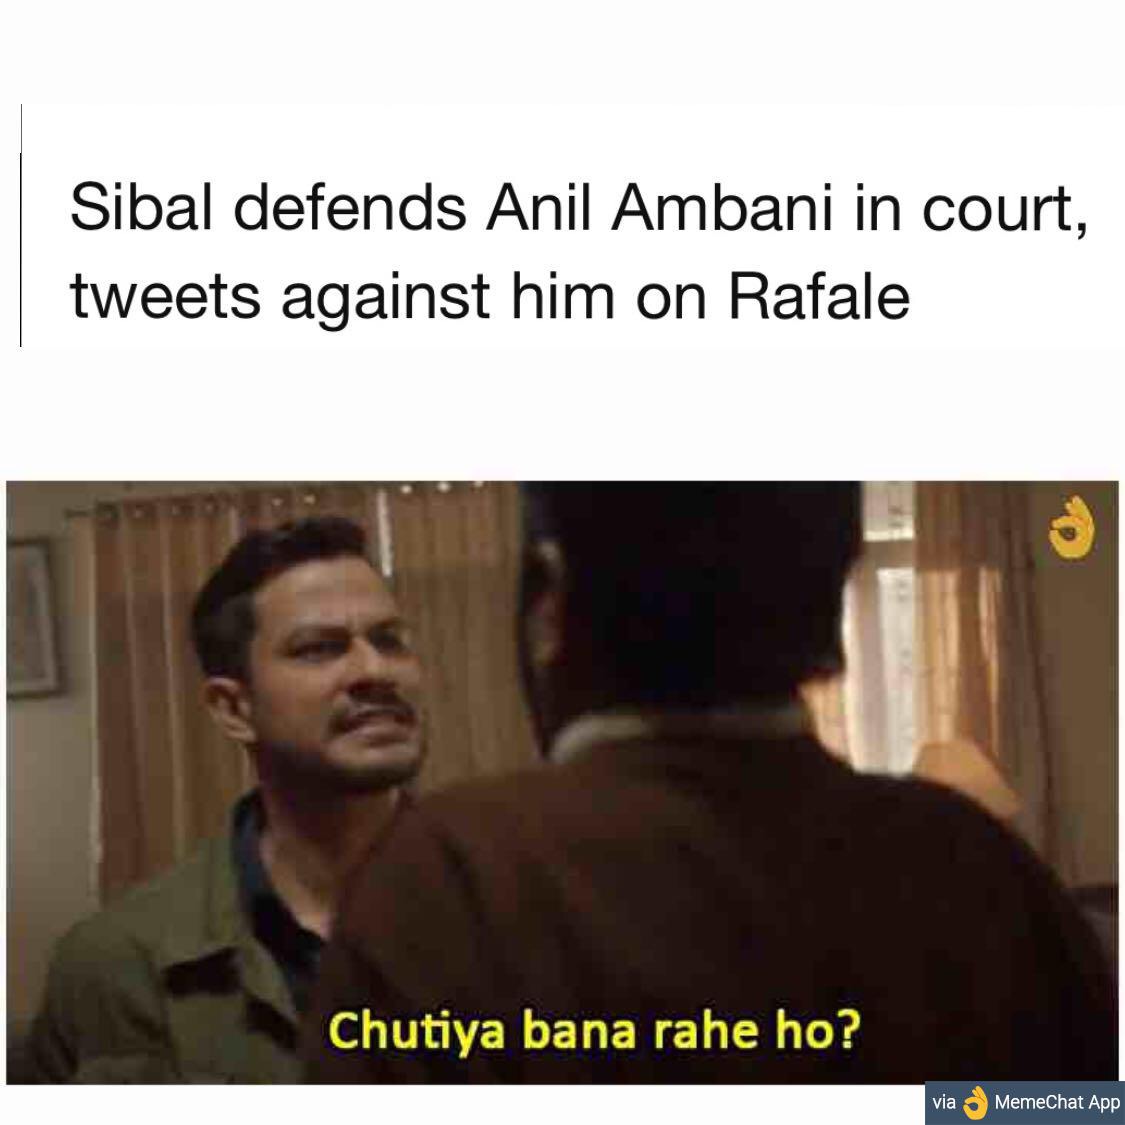 Sibal defends Anil Ambani in court,
tweets against him on Rafale
Chutiya bana rahe ho?
via 👌 MemeChat App